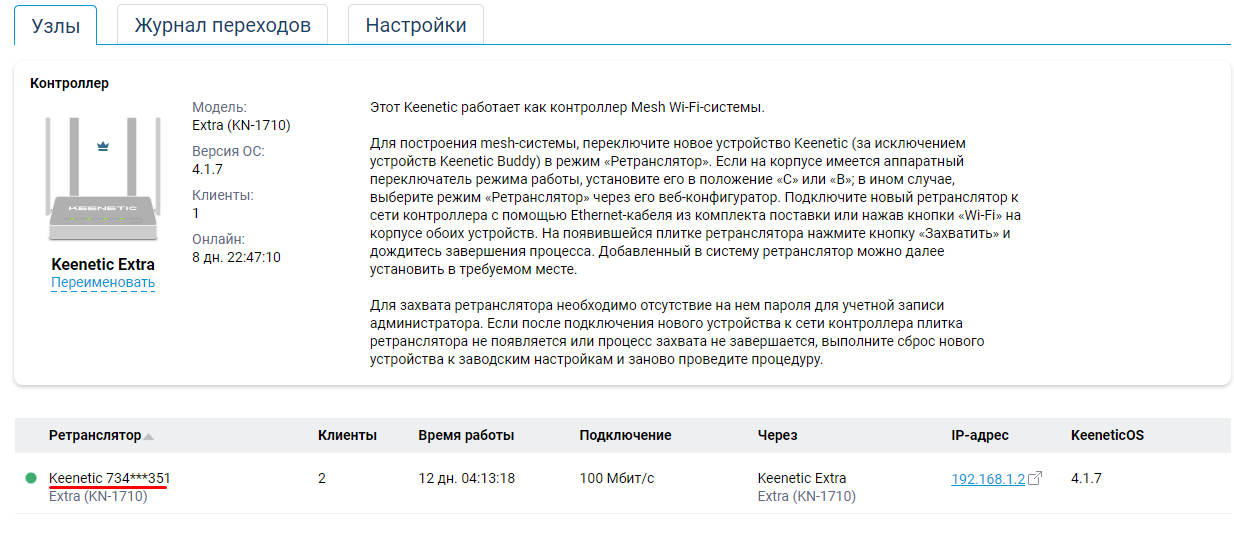 Узлы
Журнал переходов
Настройки
Контроллер
KEENETIC
Keenetic Extra
Переименовать
Модель:
Extra (KN-1710)
Версия ОС:
4.1.7
Клиенты:
1
Онлайн:
8 дн. 22:47:10
Этот Keenetic работает как контроллер Mesh Wi-Fi-системы.
Для построения mesh-системы, переключите новое устройство Keenetic (за исключением
устройств Keenetic Buddy) в режим «Ретранслятор». Если на корпусе имеется аппаратный
переключатель режима работы, установите его в положение «C» или «B»; в ином случае,
выберите режим «Ретранслятор» через его веб-конфигуратор. Подключите новый ретранслятор к
сети контроллера с помощью Ethernet-кабеля из комплекта поставки или нажав кнопки «Wi-Fi» на
корпусе обоих устройств. На появившейся плитке ретранслятора нажмите кнопку «Захватить» и
дождитесь завершения процесса. Добавленный в систему ретранслятор можно далее
установить в требуемом месте.
Для захвата ретранслятора необходимо отсутствие на нем пароля для учетной записи
администратора. Если после подключения нового устройства к сети контроллера плитка
ретранслятора не появляется или процесс захвата не завершается, выполните сброс нового
устройства к заводским настройкам и заново проведите процедуру.
Ретранслятор Клиенты Время работы Подключение Через IP-адрес KeeneticOS
Keenetic 734***351 2 12 дн. 04:13:18 100 Мбит/с Keenetic Extra 192.168.1.2 4.1.7
Extra (KN-1710) Extra (KN-1710)